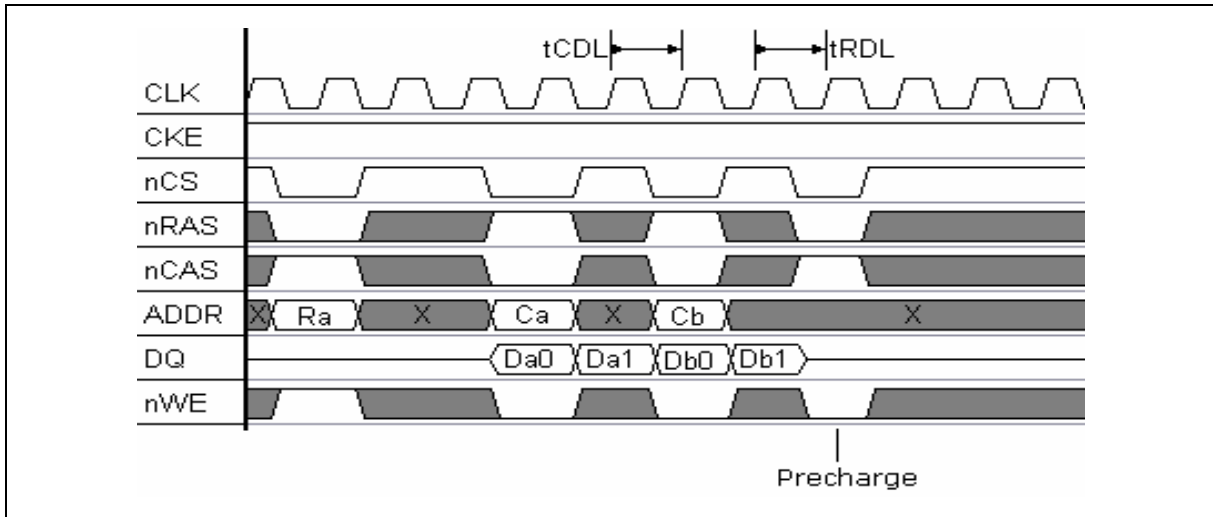 tCDL tRDL
CLK
CKE
nCS
nRAS
nCAS
ADDR X Ra X Ca X Cb X
DQ Da0 Da1 Db0 Db1
nWE
Precharge